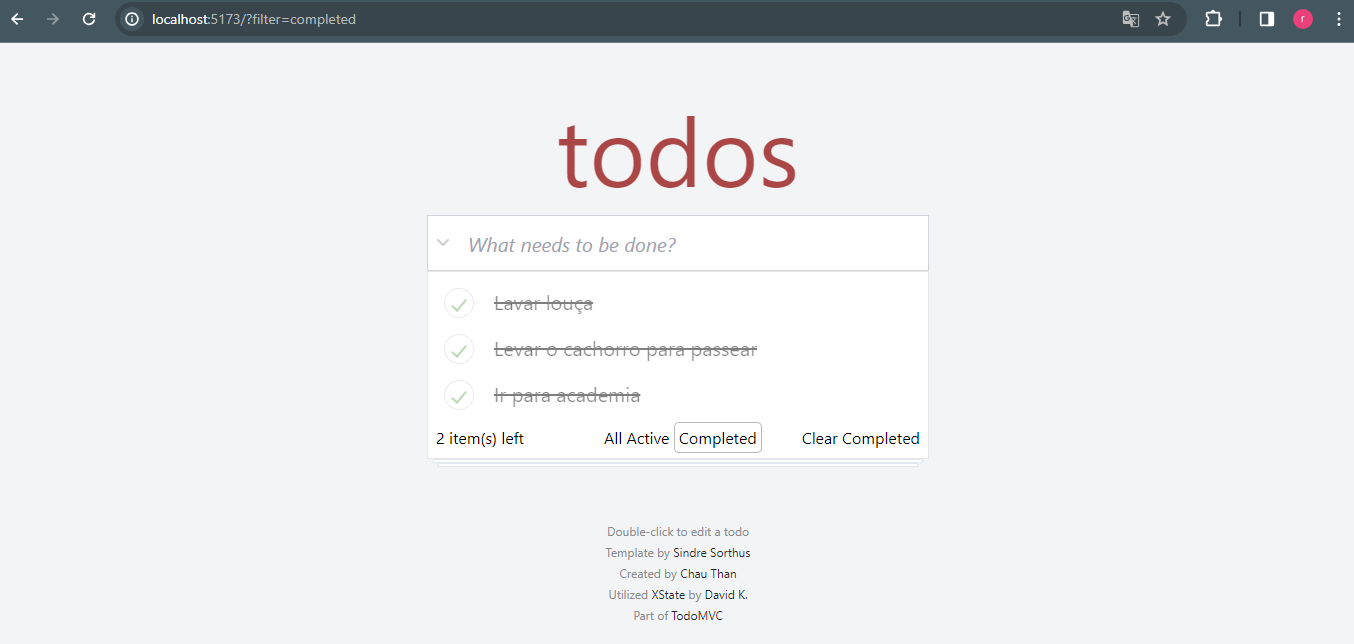 localhost:5173/?filter=completed
r
todos
What needs to be done?
Lavar louça
Levar o cachorro para passear
Ir para academia
2 item(s) left All Active Completed Clear Completed
Double-click to edit a todo
Template by Sindre Sorthus
Created by Chau Than
Utilized XState by David K.
Part of TodoMVC